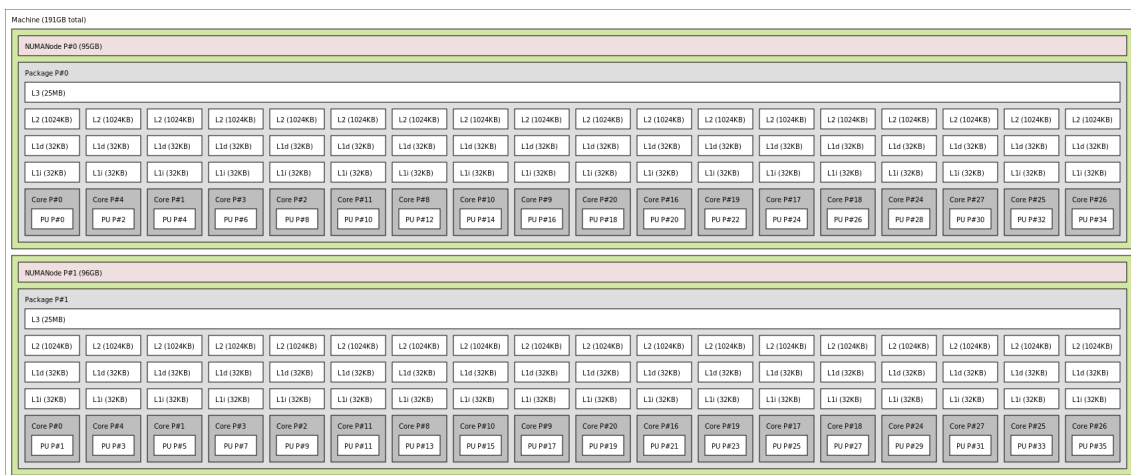 Machine (191GB total)
NUMANode P#0 (95GB)
Package P#0
L3 (25MB)
L2 (1024KB) L2 (1024KB) L2 (1024KB) L2 (1024KB) L2 (1024KB) L2 (1024KB) L2 (1024KB) L2 (1024KB) L2 (1024KB) L2 (1024KB) L2 (1024KB) L2 (1024KB) L2 (1024KB) L2 (1024KB) L2 (1024KB) L2 (1024KB) L2 (1024KB) L2 (1024KB)
L1d (32KB) L1d (32KB) L1d (32KB) L1d (32KB) L1d (32KB) L1d (32KB) L1d (32KB) L1d (32KB) L1d (32KB) L1d (32KB) L1d (32KB) L1d (32KB) L1d (32KB) L1d (32KB) L1d (32KB) L1d (32KB) L1d (32KB) L1d (32KB)
L1i (32KB) L1i (32KB) L1i (32KB) L1i (32KB) L1i (32KB) L1i (32KB) L1i (32KB) L1i (32KB) L1i (32KB) L1i (32KB) L1i (32KB) L1i (32KB) L1i (32KB) L1i (32KB) L1i (32KB) L1i (32KB) L1i (32KB) L1i (32KB)
Core P#0 Core P#4 Core P#1 Core P#3 Core P#2 Core P#11 Core P#8 Core P#10 Core P#9 Core P#20 Core P#16 Core P#19 Core P#17 Core P#18 Core P#24 Core P#27 Core P#25 Core P#26
PU P#0 PU P#2 PU P#4 PU P#6 PU P#8 PU P#10 PU P#12 PU P#14 PU P#16 PU P#18 PU P#20 PU P#22 PU P#24 PU P#26 PU P#28 PU P#30 PU P#32 PU P#34
NUMANode P#1 (96GB)
Package P#1
L3 (25MB)
L2 (1024KB) L2 (1024KB) L2 (1024KB) L2 (1024KB) L2 (1024KB) L2 (1024KB) L2 (1024KB) L2 (1024KB) L2 (1024KB) L2 (1024KB) L2 (1024KB) L2 (1024KB) L2 (1024KB) L2 (1024KB) L2 (1024KB) L2 (1024KB) L2 (1024KB) L2 (1024KB)
L1d (32KB) L1d (32KB) L1d (32KB) L1d (32KB) L1d (32KB) L1d (32KB) L1d (32KB) L1d (32KB) L1d (32KB) L1d (32KB) L1d (32KB) L1d (32KB) L1d (32KB) L1d (32KB) L1d (32KB) L1d (32KB) L1d (32KB) L1d (32KB)
L1i (32KB) L1i (32KB) L1i (32KB) L1i (32KB) L1i (32KB) L1i (32KB) L1i (32KB) L1i (32KB) L1i (32KB) L1i (32KB) L1i (32KB) L1i (32KB) L1i (32KB) L1i (32KB) L1i (32KB) L1i (32KB) L1i (32KB) L1i (32KB)
Core P#0 Core P#4 Core P#1 Core P#3 Core P#2 Core P#11 Core P#8 Core P#10 Core P#9 Core P#20 Core P#16 Core P#19 Core P#17 Core P#18 Core P#24 Core P#27 Core P#25 Core P#26
PU P#1 PU P#3 PU P#5 PU P#7 PU P#9 PU P#11 PU P#13 PU P#15 PU P#17 PU P#19 PU P#21 PU P#23 PU P#25 PU P#27 PU P#29 PU P#31 PU P#33 PU P#35